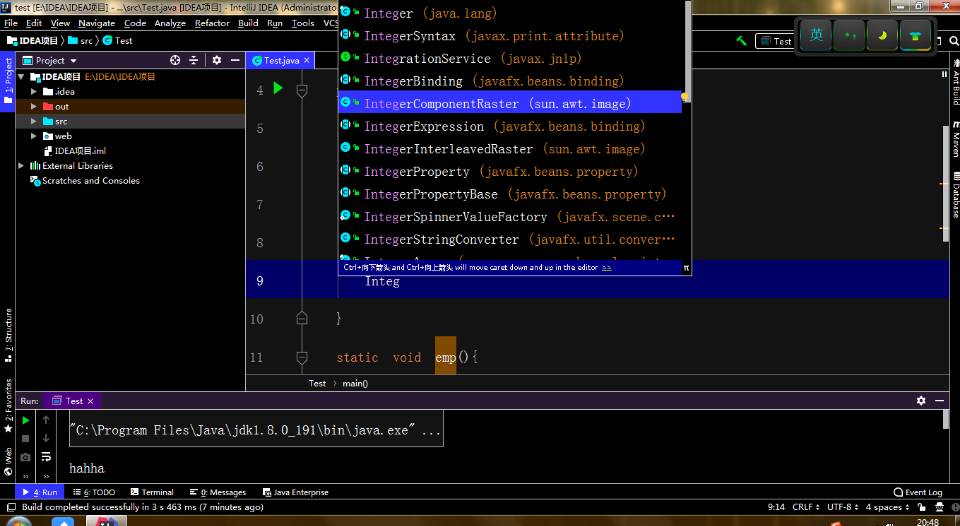 test [E:\IDEA\IDEA项目] - ...\src\Test.java [IDEA项目] - IntelliJ IDEA (Administrato
File Edit View Navigate Code Analyze Refactor Build Run Tools VCS
IDEA项目 src Test
Test
英
Project
Test.java
IDEA项目 E:\IDEA\IDEA项目
.idea
out
src
web
IDEA项目.iml
External Libraries
Scratches and Consoles
1: Project
Z: Structure
2: Favorites
Web
Ant Build
Maven
Database
Integer (java.lang)
IntegerSyntax (javax.print.attribute)
IntegrationService (javax.jnlp)
IntegerBinding (javafx.beans.binding)
IntegerComponentRaster (sun.awt.image)
IntegerExpression (javafx.beans.binding)
IntegerInterleavedRaster (sun.awt.image)
IntegerProperty (javafx.beans.property)
IntegerPropertyBase (javafx.beans.property)
IntegerSpinnerValueFactory (javafx.scene.c…
IntegerStringConverter (javafx.util.conver…
Ctrl+向下箭头 and Ctrl+向上箭头 will move caret down and up in the editor >>
π
4
5
6
7
8
9 Integ
10 }
11 static void emp(){
Test › main()
Run: Test
"C:\Program Files\Java\jdk1.8.0_191\bin\java.exe" ...
hahha
4: Run 6: TODO Terminal 0: Messages Java Enterprise Event Log
Build completed successfully in 3 s 463 ms (7 minutes ago) 9:14 CRLF UTF-8 4 spaces
20:48